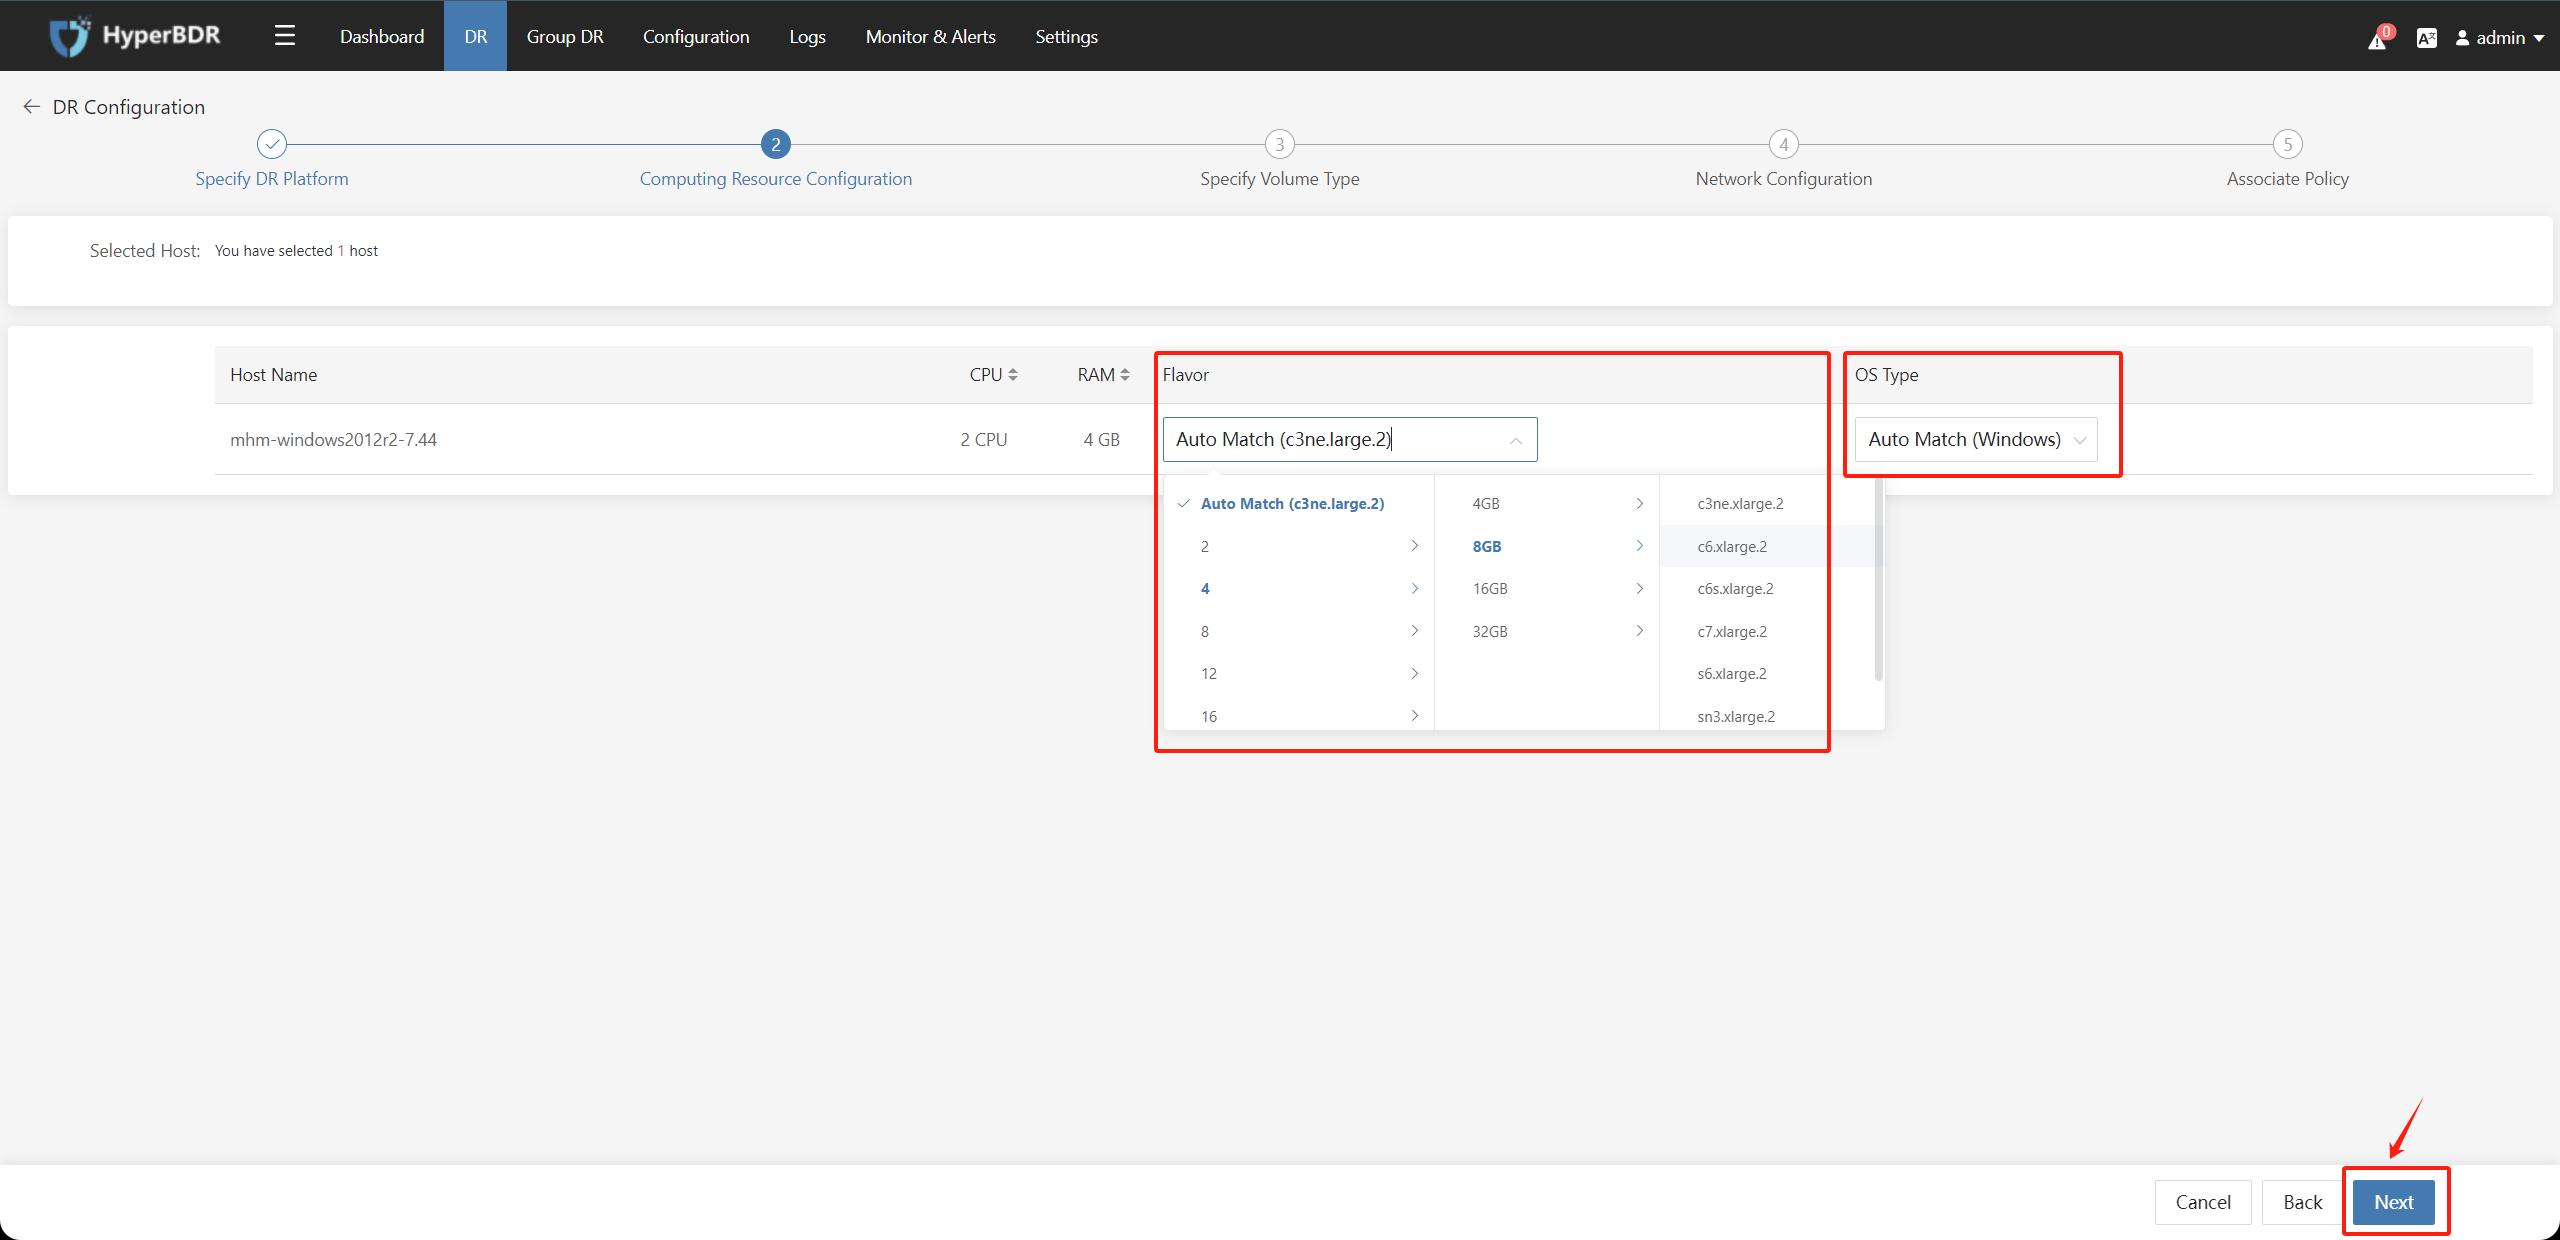 HyperBDR
Dashboard
DR
Group DR
Configuration
Logs
Monitor & Alerts
Settings
0
A
admin
DR Configuration
2
3
4
5
Specify DR Platform
Computing Resource Configuration
Specify Volume Type
Network Configuration
Associate Policy
Selected Host: You have selected 1 host
Host Name
CPU
RAM
Flavor
OS Type
mhm-windows2012r2-7.44
2 CPU
4 GB
Auto Match (c3ne.large.2)
Auto Match (Windows)
Auto Match (c3ne.large.2)
2
4
8
12
16
4GB
8GB
16GB
32GB
c3ne.xlarge.2
c6.xlarge.2
c6s.xlarge.2
c7.xlarge.2
s6.xlarge.2
sn3.xlarge.2
Cancel
Back
Next